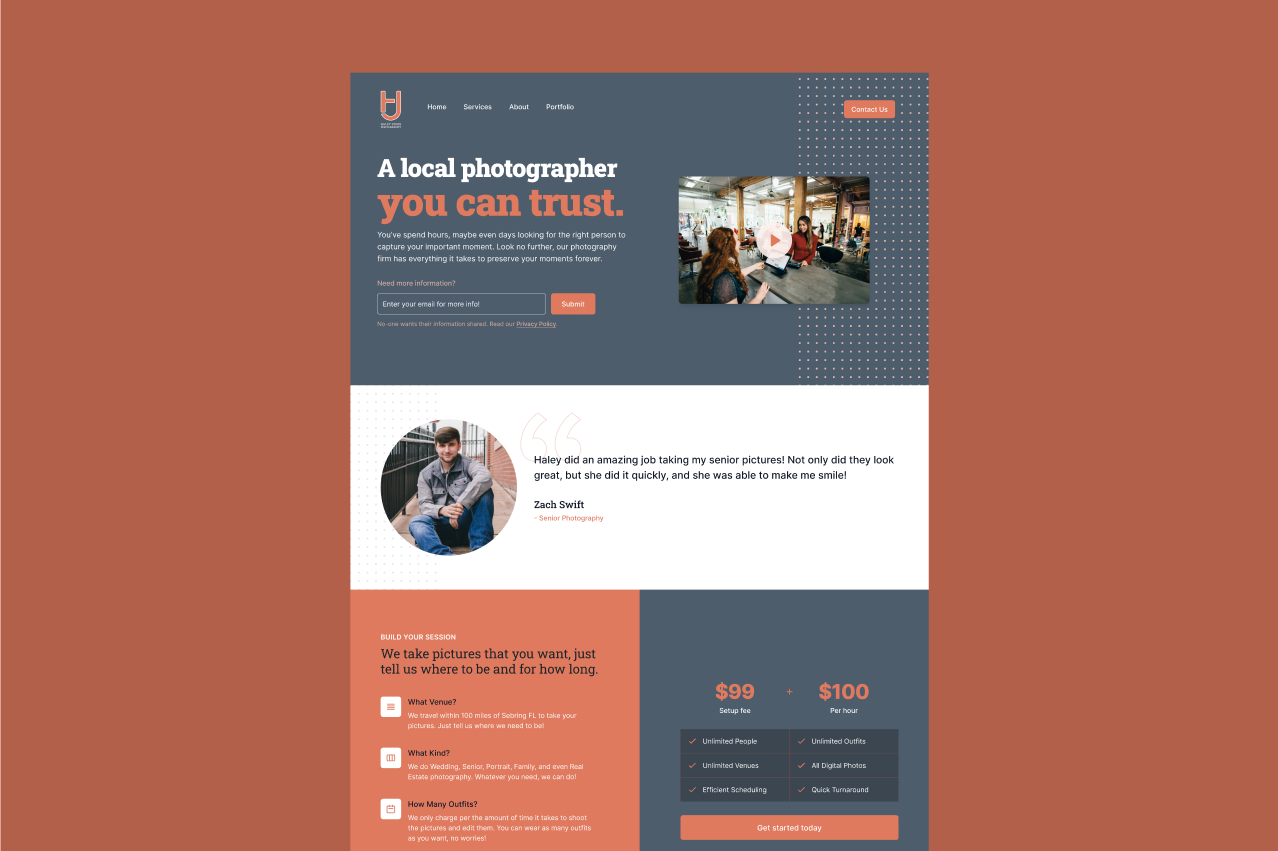 Home Services About Portfolio
Contact Us
A local photographer
you can trust.
You've spend hours, maybe even days looking for the right person to
capture your important moment. Look no further, our photography
firm has everything it takes to preserve your moments forever.
Need more information?
Enter your email for more info!
Submit
No-one wants their information shared. Read our Privacy Policy.
Haley did an amazing job taking my senior pictures! Not only did they look
great, but she did it quickly, and she was able to make me smile!
Zach Swift
- Senior Photography
BUILD YOUR SESSION
We take pictures that you want, just
tell us where to be and for how long.
What Venue?
We travel within 100 miles of Sebring FL to take your
pictures. Just tell us where we need to be!
What Kind?
We do Wedding, Senior, Portrait, Family, and even Real
Estate photography. Whatever you need, we can do!
How Many Outfits?
We only charge per the amount of time it takes to shoot
the pictures and edit them. You can wear as many outfits
as you want, no worries!
$99 + $100
Setup fee Per hour
Unlimited People Unlimited Outfits
Unlimited Venues All Digital Photos
Efficient Scheduling Quick Turnaround
Get started today